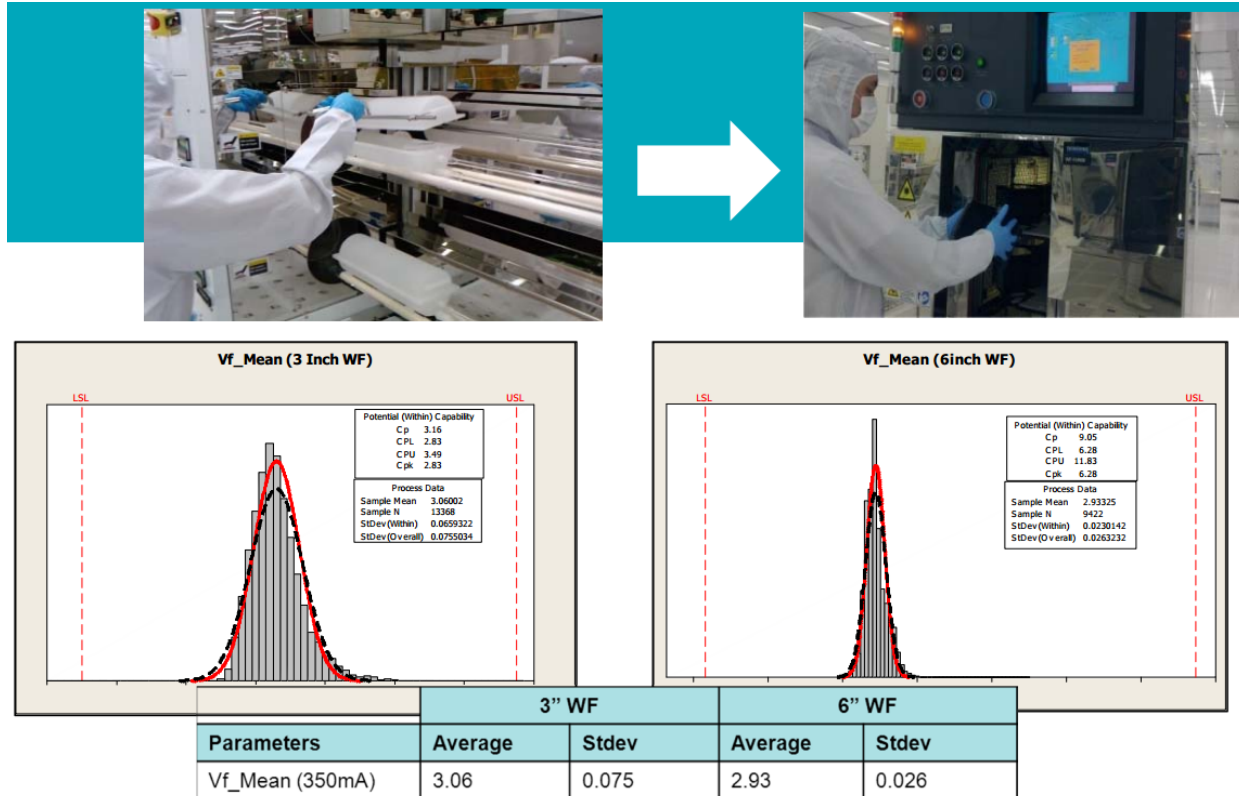 Vf_Mean (3 Inch WF)
LSL
USL
Potential (Within) Capability
Cp 3.16
CPL 2.83
CPU 3.49
Cpk 2.83
Process Data
Sample Mean 3.06002
Sample N 13368
StDev(Within) 0.0659322
StDev(Overall) 0.0755034
Vf_Mean (6inch WF)
LSL
USL
Potential (Within) Capability
Cp 9.05
CPL 6.28
CPU 11.83
Cpk 6.28
Process Data
Sample Mean 2.93325
Sample N 9422
StDev(Within) 0.0230142
StDev(Overall) 0.0263232
3” WF 6” WF
Parameters Average Stdev Average Stdev
Vf_Mean (350mA) 3.06 0.075 2.93 0.026